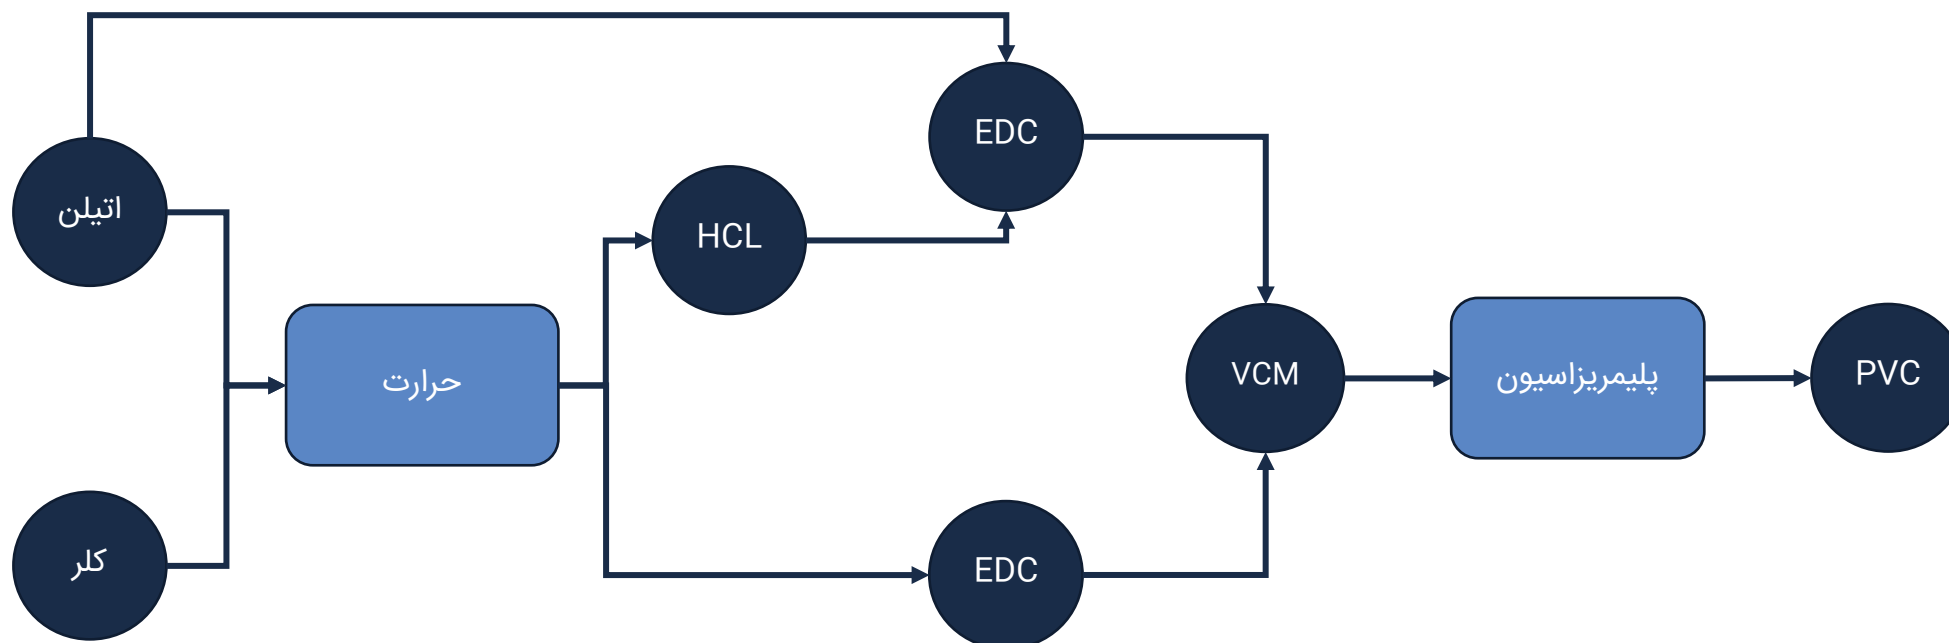 اتیلن
کلر
حرارت
HCL
EDC
EDC
VCM
پلیمریزاسیون
PVC